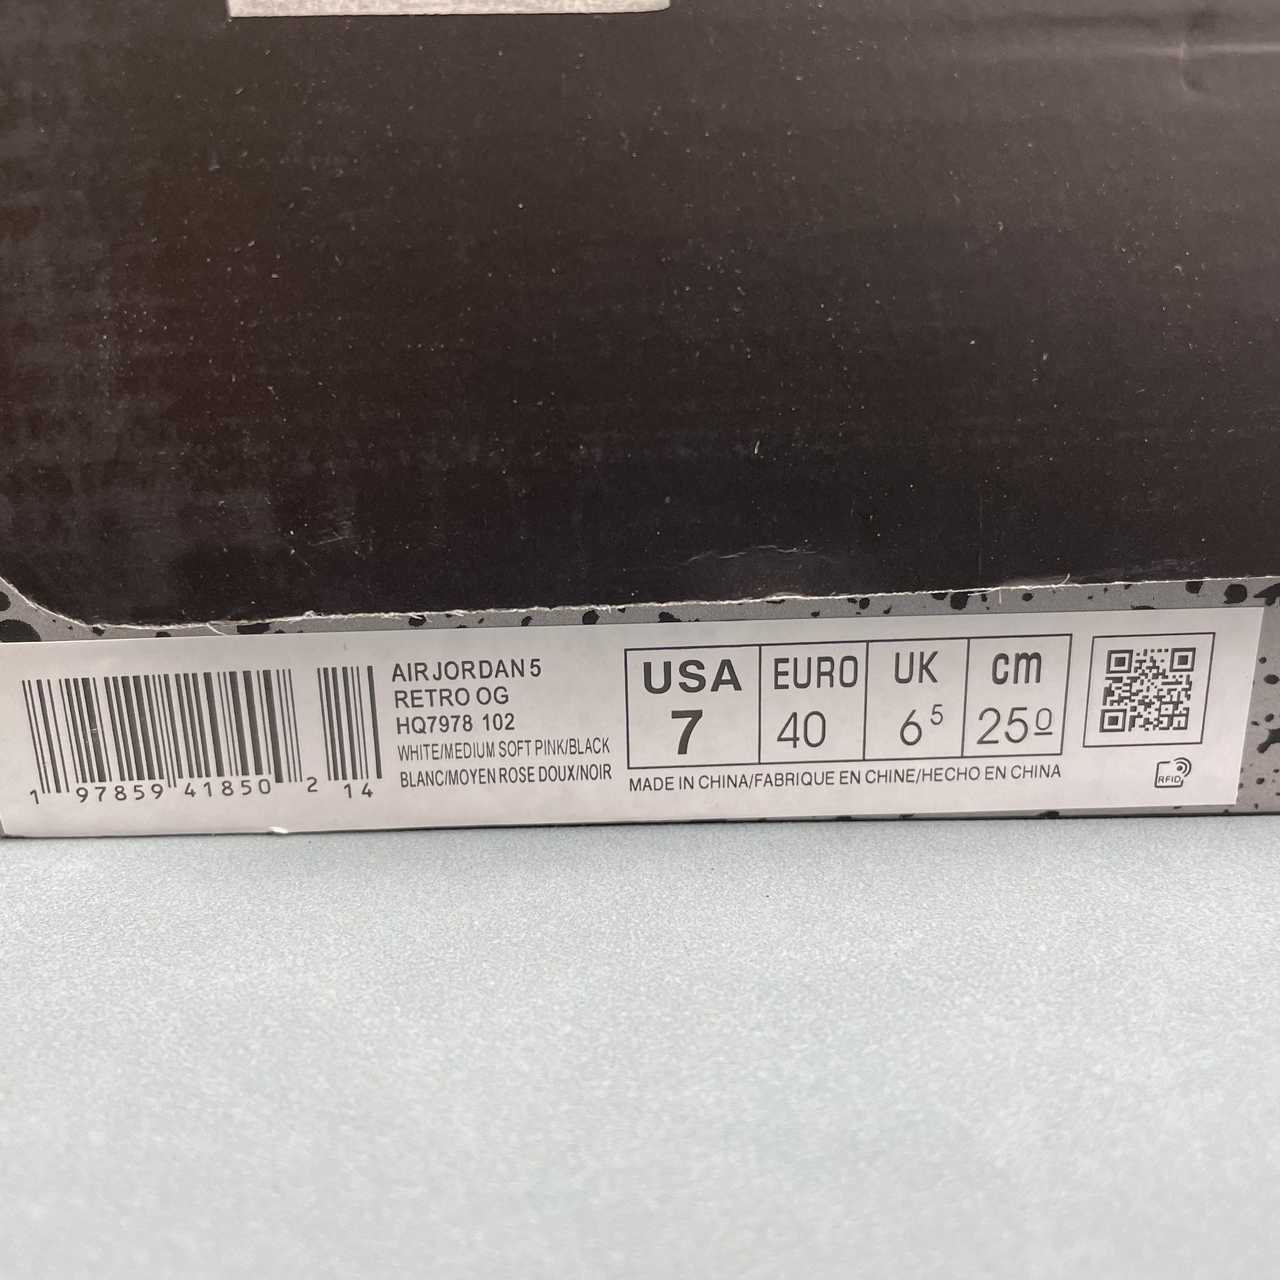 AIR JORDAN 5
RETRO OG
HQ7978 102
WHITE/MEDIUM SOFT PINK/BLACK
BLANC/MOYEN ROSE DOUX/NOIR
1 97859 41850 2 14
USA EURO UK cm
7 40 6 5 25 0
MADE IN CHINA/FABRIQUE EN CHINE/HECHO EN CHINA
RFID